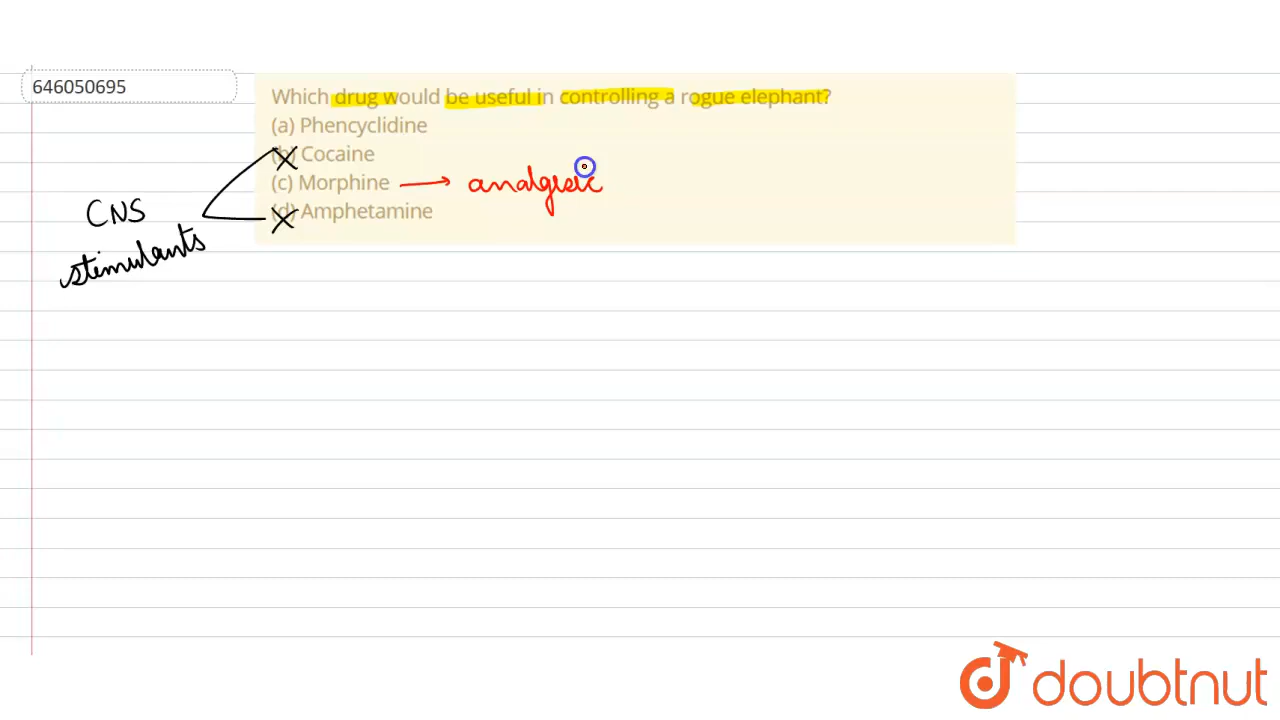 646050695
Which drug would be useful in controlling a rogue elephant?
(a) Phencyclidine
(b) Cocaine
(c) Morphine → analgesic
(d) Amphetamine
CNS
stimulants
doubtnut